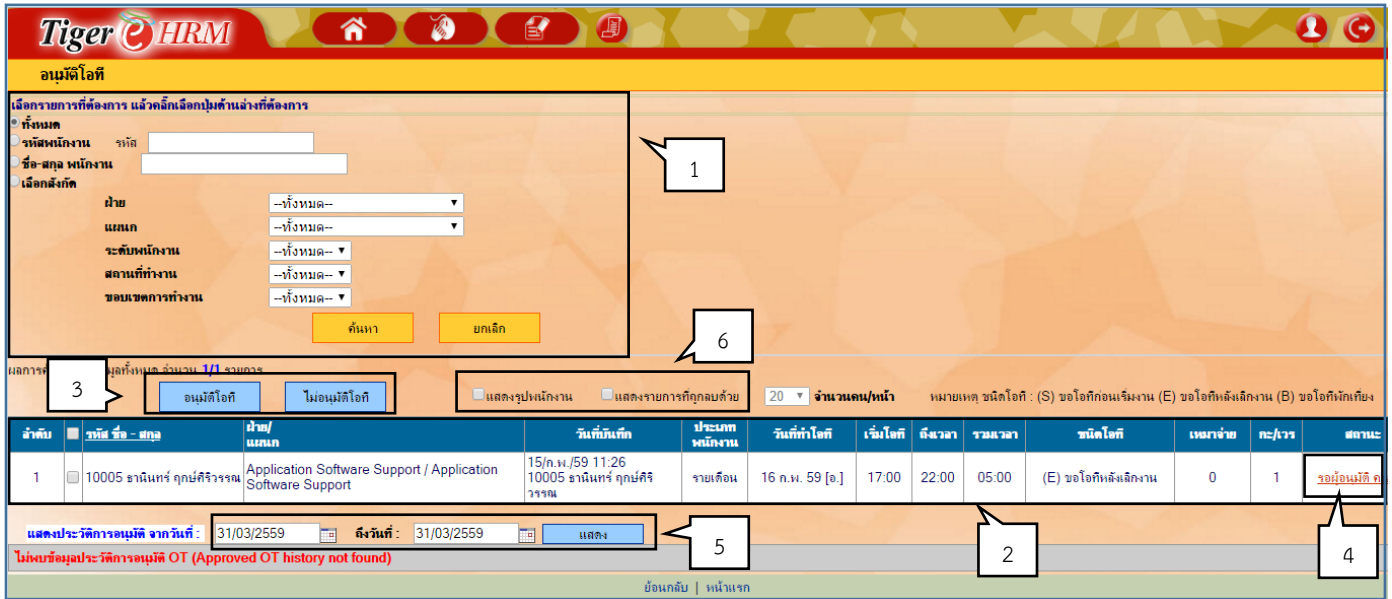 Tiger e HRM
อนุมัติโอที
เลือกรายการที่ต้องการ แล้วคลิ๊กเลือกปุ่มด้านล่างที่ต้องการ
ทั้งหมด
รหัสพนักงาน รหัส
ชื่อ-สกุล พนักงาน
เลือกสังกัด
ฝ่าย --ทั้งหมด--
แผนก --ทั้งหมด--
ระดับพนักงาน --ทั้งหมด--
สถานที่ทำงาน --ทั้งหมด--
ขอบเขตการทำงาน --ทั้งหมด--
ค้นหา ยกเลิก
1
6
ผลการค้ มูลทั้งหมด จำนวน 1/1 รายการ
3
อนุมัติโอที ไม่อนุมัติโอที แสดงรูปพนักงาน แสดงรายการที่ถูกลบด้วย 20 จำนวนคน/หน้า หมายเหตุ ชนิดโอที : (S) ขอโอทีก่อนเริ่มงาน (E) ขอโอทีหลังเลิกงาน (B) ขอโอทีพักเที่ยง
ลำดับ รหัส ชื่อ - สกุล ฝ่าย/ แผนก วันที่บันทึก ประเภท พนักงาน วันที่ทำโอที เริ่มโอที ถึงเวลา รวมเวลา ชนิดโอที เหมาจ่าย กะ/เวร สถานะ
1 10005 ธานินทร์ ฤกษ์ศิริวรรณ Application Software Support / Application Software Support 15/ก.พ./59 11:26 10005 ธานินทร์ ฤกษ์ศิริวรรณ รายเดือน 16 ก.พ. 59 [อ.] 17:00 22:00 05:00 (E) ขอโอทีหลังเลิกงาน 0 1 รอผู้อนุมัติ ค
แสดงประวัติการอนุมัติ จากวันที่ : 31/03/2559 ถึงวันที่ : 31/03/2559 แสดง
5
2
4
ไม่พบข้อมูลประวัติการอนุมัติ OT (Approved OT history not found)
ย้อนกลับ | หน้าแรก